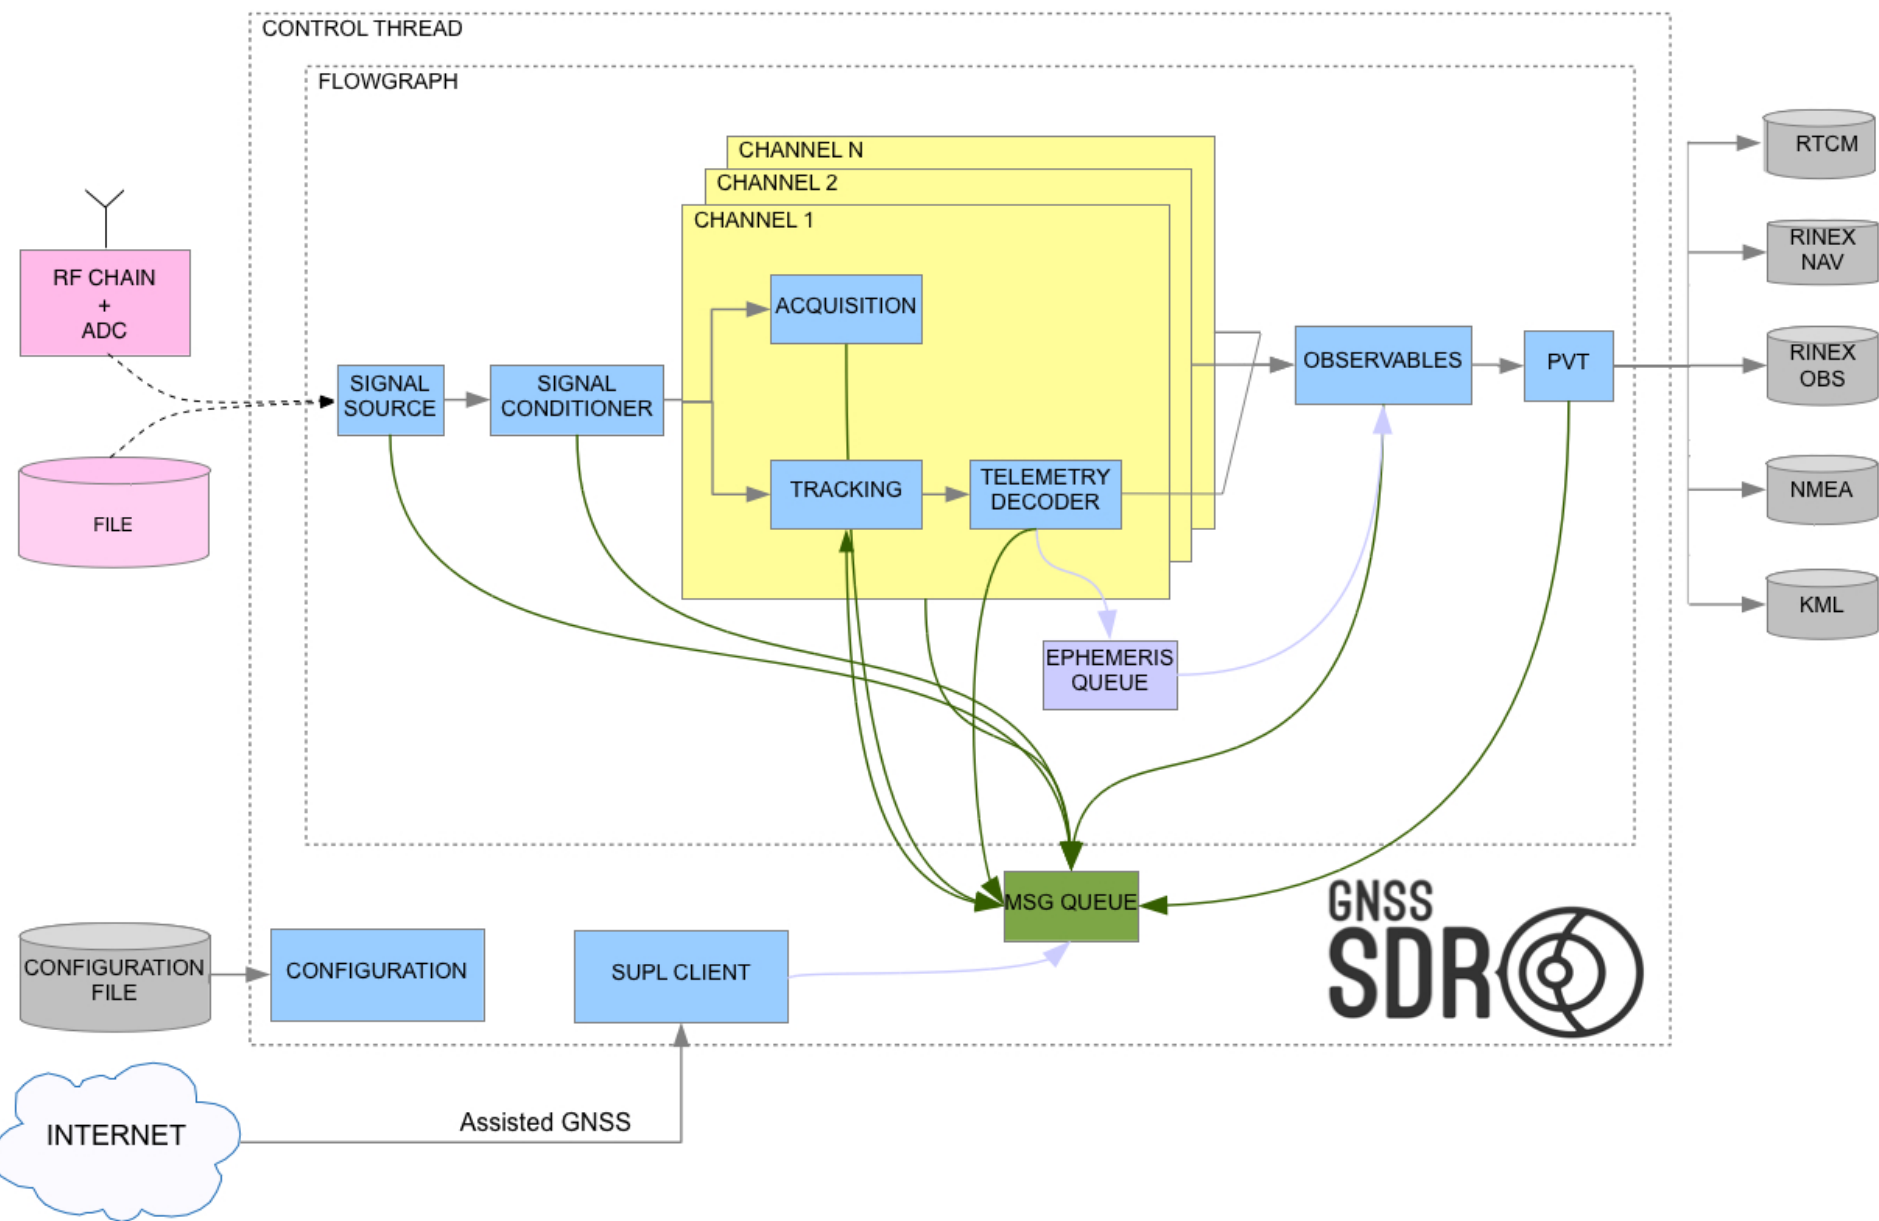 CONTROL THREAD
FLOWGRAPH
CHANNEL N
CHANNEL 2
CHANNEL 1
RF CHAIN
+
ADC
FILE
SIGNAL
SOURCE
SIGNAL
CONDITIONER
ACQUISITION
TRACKING
TELEMETRY
DECODER
OBSERVABLES
PVT
EPHEMERIS
QUEUE
RTCM
RINEX
NAV
RINEX
OBS
NMEA
KML
MSG QUEUE
CONFIGURATION
FILE
CONFIGURATION
SUPL CLIENT
GNSS
SDR
INTERNET
Assisted GNSS